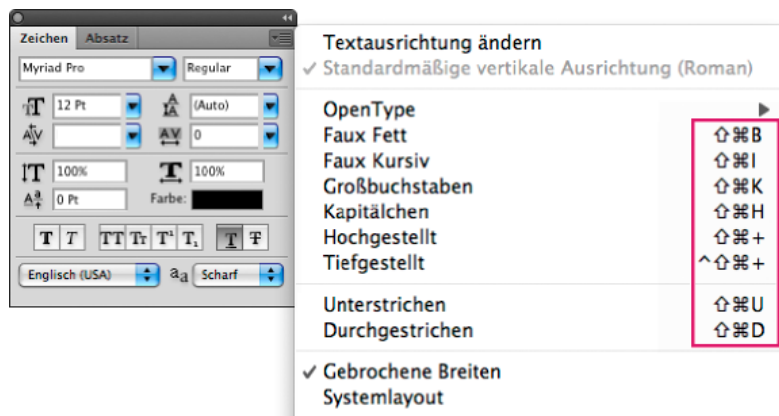 Zeichen Absatz
Myriad Pro Regular
12 Pt (Auto)
0
100% 100%
0 Pt Farbe:
T T TT Tr T¹ T₁ T T
Englisch (USA) aa Scharf
Textausrichtung ändern
✓ Standardmäßige vertikale Ausrichtung (Roman)
OpenType
Faux Fett ⇧⌘B
Faux Kursiv ⇧⌘I
Großbuchstaben ⇧⌘K
Kapitälchen ⇧⌘H
Hochgestellt ⇧⌘+
Tiefgestellt ^⇧⌘+
Unterstrichen ⇧⌘U
Durchgestrichen ⇧⌘D
✓ Gebrochene Breiten
Systemlayout